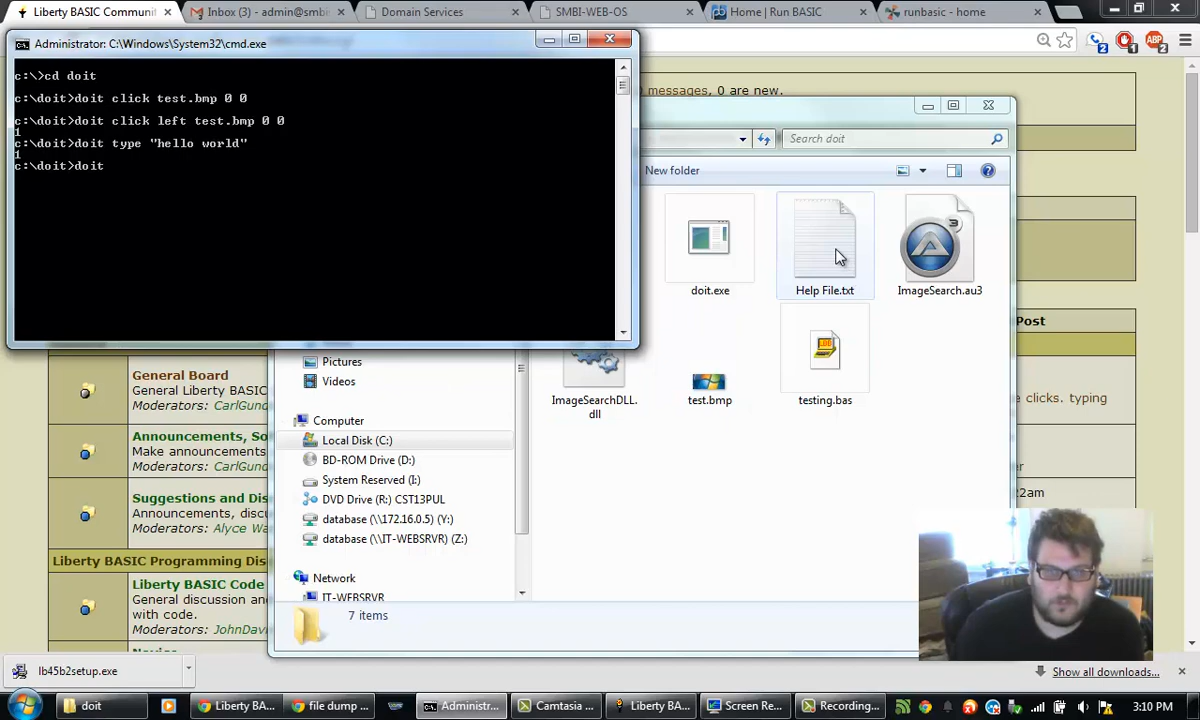 Liberty BASIC Communi
Inbox (3) - admin@smbi
Domain Services
SMBI-WEB-OS
Home | Run BASIC
runbasic - home
Administrator: C:\Windows\System32\cmd.exe
c:\>cd doit
c:\doit>doit click test.bmp 0 0
c:\doit>doit click left test.bmp 0 0
1
c:\doit>doit type "hello world"
1
c:\doit>doit
messages, 0 are new.
Search doit
New folder
doit.exe
Help File.txt
ImageSearch.au3
ImageSearchDLL.
dll
test.bmp
testing.bas
Pictures
Videos
Computer
Local Disk (C:)
BD-ROM Drive (D:)
System Reserved (I:)
DVD Drive (R:) CST13PUL
database (\\172.16.0.5) (Y:)
database (\\IT-WEBSRVR) (Z:)
Network
IT-WEBSRVR
7 items
Post
e clicks. typing
er
22am
General Board
General Liberty BASIC
Moderators: CarlGund
Announcements, So
Make announcements
Moderators: CarlGund
Suggestions and Dis
Announcements, discu
Moderators: Alyce Wa
Liberty BASIC Programming Dis
Liberty BASIC Code
General discussion and
with code.
Moderators: JohnDav
lb45b2setup.exe
Show all downloads...
doit
Liberty BA...
file dump ...
Administr...
Camtasia ...
Liberty BA...
Screen Re...
Recording...
3:10 PM